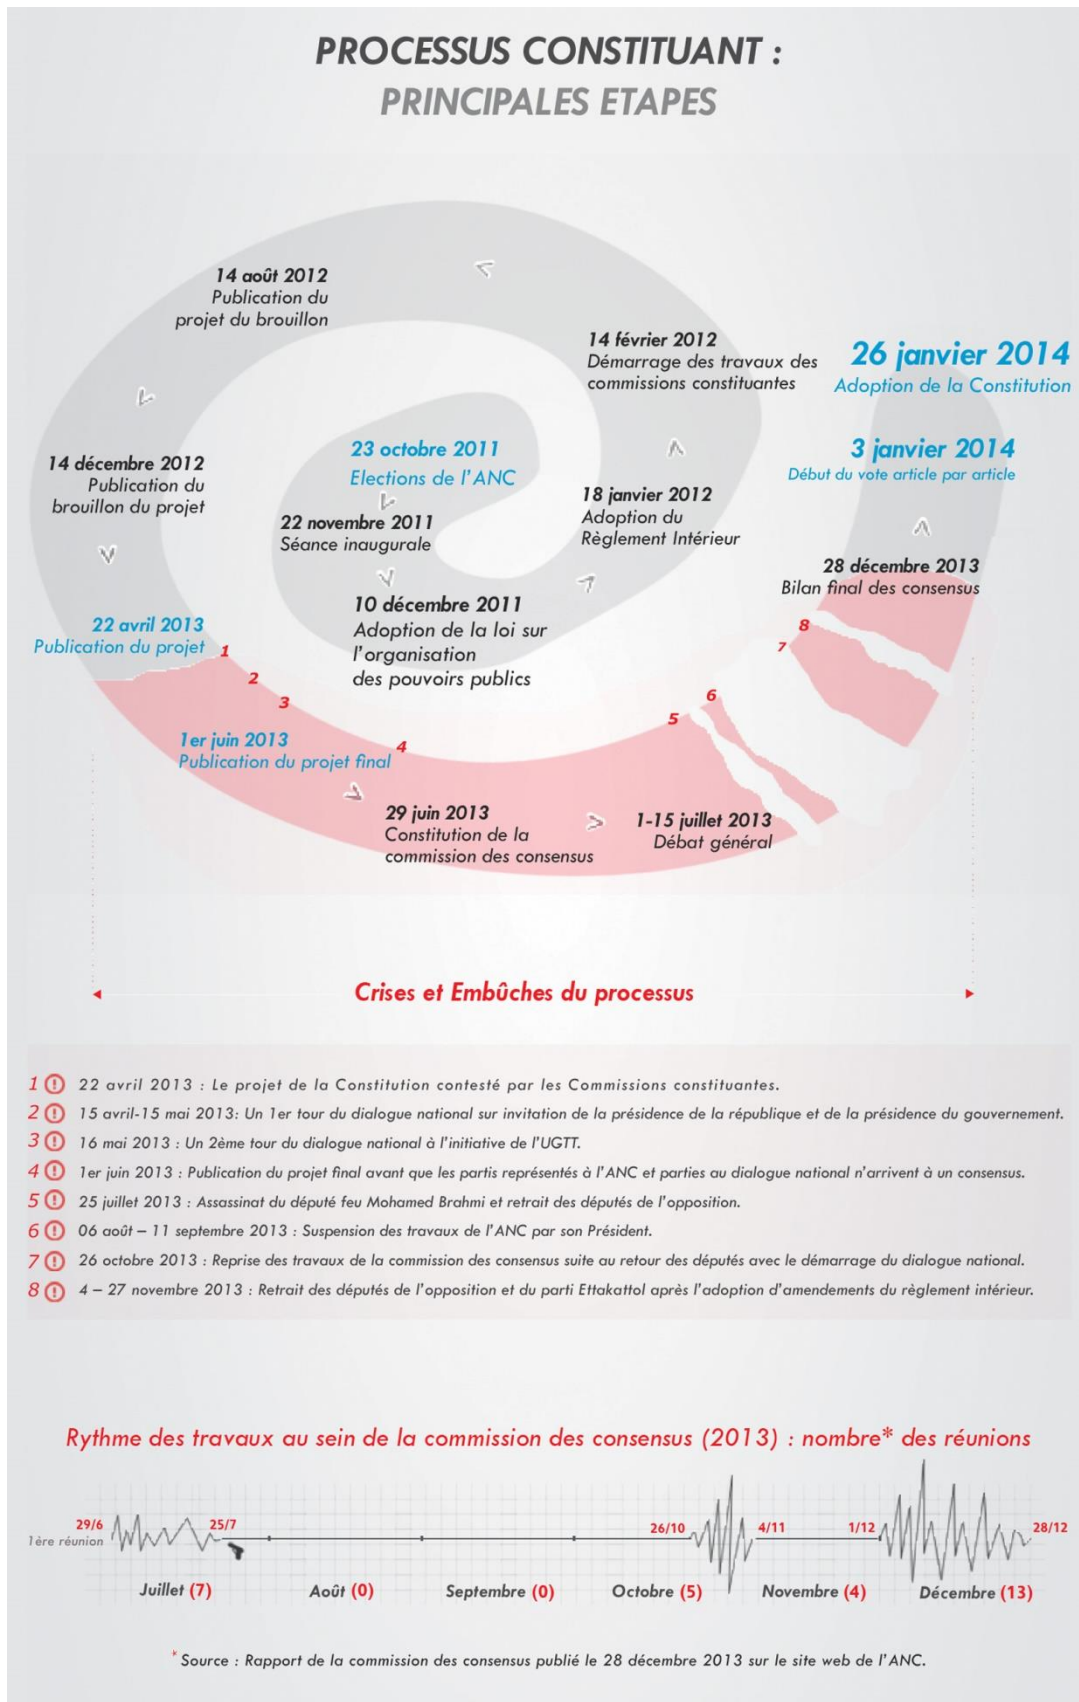 PROCESSUS CONSTITUANT :
PRINCIPALES ETAPES
23 octobre 2011
Elections de l'ANC
22 novembre 2011
Séance inaugurale
10 décembre 2011
Adoption de la loi sur
l'organisation
des pouvoirs publics
18 janvier 2012
Adoption du
Règlement Intérieur
14 février 2012
Démarrage des travaux des
commissions constituantes
14 août 2012
Publication du
projet du brouillon
14 décembre 2012
Publication du
brouillon du projet
22 avril 2013
Publication du projet
1
2
3
1er juin 2013
Publication du projet final
4
29 juin 2013
Constitution de la
commission des consensus
1-15 juillet 2013
Débat général
5
6
7
8
28 décembre 2013
Bilan final des consensus
3 janvier 2014
Début du vote article par article
26 janvier 2014
Adoption de la Constitution
Crises et Embûches du processus
1 ! 22 avril 2013 : Le projet de la Constitution contesté par les Commissions constituantes.
2 ! 15 avril-15 mai 2013: Un 1er tour du dialogue national sur invitation de la présidence de la république et de la présidence du gouvernement.
3 ! 16 mai 2013 : Un 2ème tour du dialogue national à l'initiative de l'UGTT.
4 ! 1er juin 2013 : Publication du projet final avant que les partis représentés à l'ANC et parties au dialogue national n'arrivent à un consensus.
5 ! 25 juillet 2013 : Assassinat du député feu Mohamed Brahmi et retrait des députés de l'opposition.
6 ! 06 août – 11 septembre 2013 : Suspension des travaux de l'ANC par son Président.
7 ! 26 octobre 2013 : Reprise des travaux de la commission des consensus suite au retour des députés avec le démarrage du dialogue national.
8 ! 4 – 27 novembre 2013 : Retrait des députés de l'opposition et du parti Ettakattol après l'adoption d'amendements du règlement intérieur.
Rythme des travaux au sein de la commission des consensus (2013) : nombre* des réunions
29/6
1ère réunion
25/7
26/10
4/11
1/12
28/12
Juillet (7)
Août (0)
Septembre (0)
Octobre (5)
Novembre (4)
Décembre (13)
* Source : Rapport de la commission des consensus publié le 28 décembre 2013 sur le site web de l'ANC.